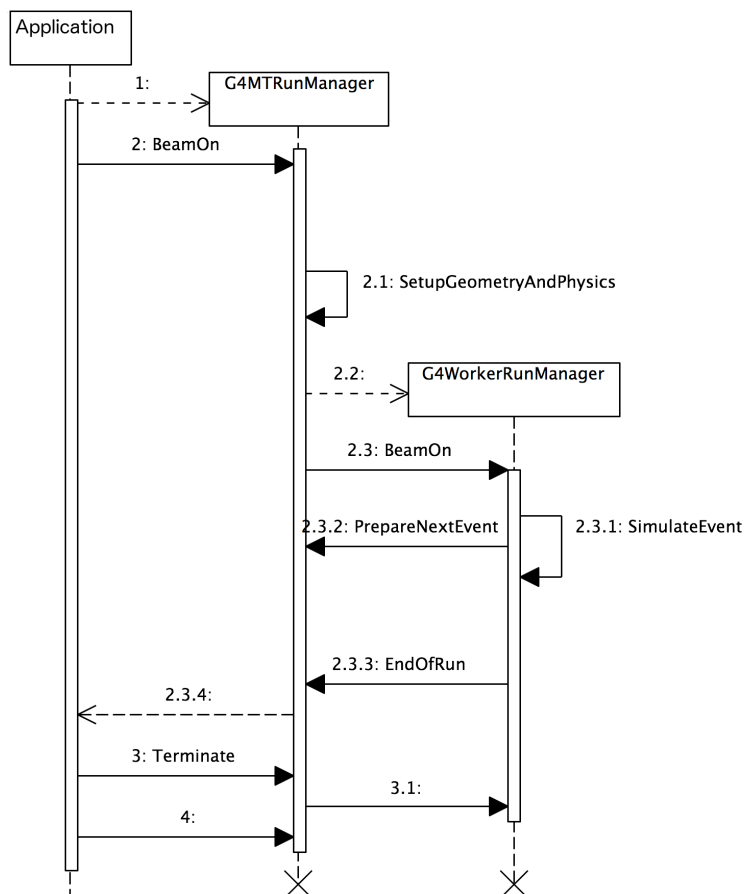 Application
1:
G4MTRunManager
2: BeamOn
2.1: SetupGeometryAndPhysics
2.2:
G4WorkerRunManager
2.3: BeamOn
2.3.2: PrepareNextEvent
2.3.1: SimulateEvent
2.3.3: EndOfRun
2.3.4:
3: Terminate
3.1:
4: